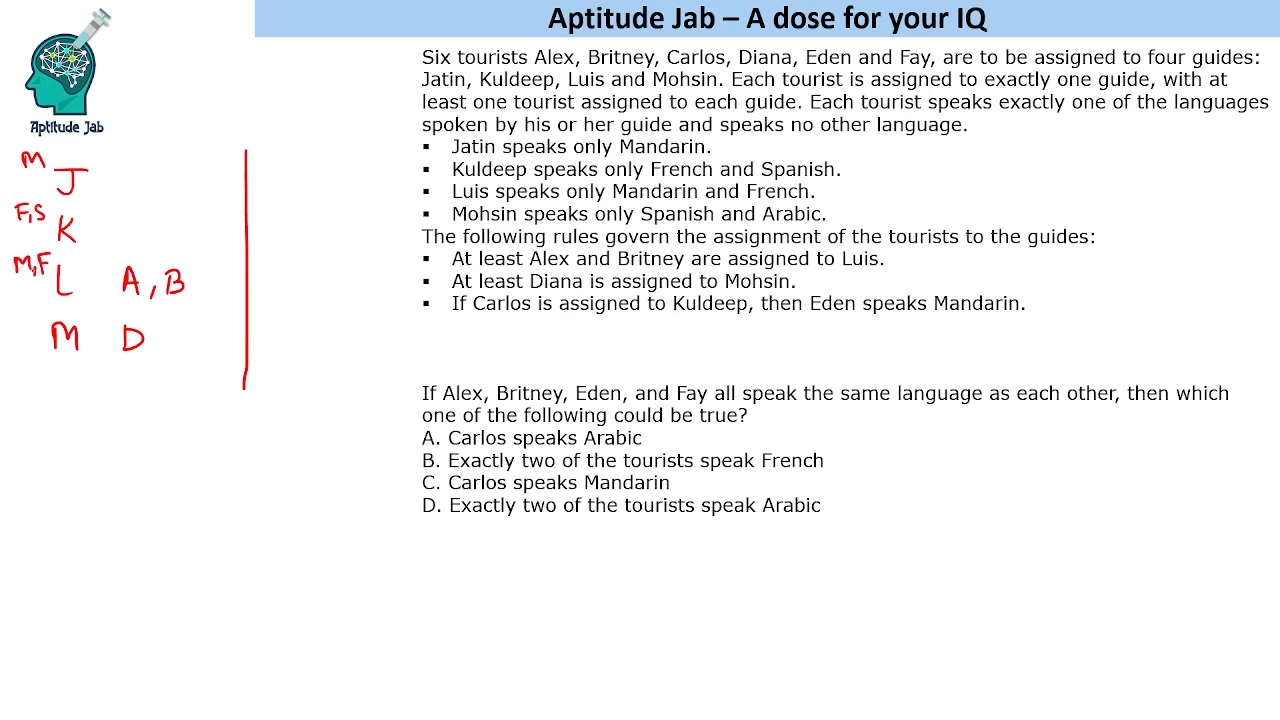 Aptitude Jab – A dose for your IQ
Aptitude Jab
Six tourists Alex, Britney, Carlos, Diana, Eden and Fay, are to be assigned to four guides:
Jatin, Kuldeep, Luis and Mohsin. Each tourist is assigned to exactly one guide, with at
least one tourist assigned to each guide. Each tourist speaks exactly one of the languages
spoken by his or her guide and speaks no other language.
▪ Jatin speaks only Mandarin.
▪ Kuldeep speaks only French and Spanish.
▪ Luis speaks only Mandarin and French.
▪ Mohsin speaks only Spanish and Arabic.
The following rules govern the assignment of the tourists to the guides:
▪ At least Alex and Britney are assigned to Luis.
▪ At least Diana is assigned to Mohsin.
▪ If Carlos is assigned to Kuldeep, then Eden speaks Mandarin.
If Alex, Britney, Eden, and Fay all speak the same language as each other, then which
one of the following could be true?
A. Carlos speaks Arabic
B. Exactly two of the tourists speak French
C. Carlos speaks Mandarin
D. Exactly two of the tourists speak Arabic
M J
F,S K
M,F L A, B
M D